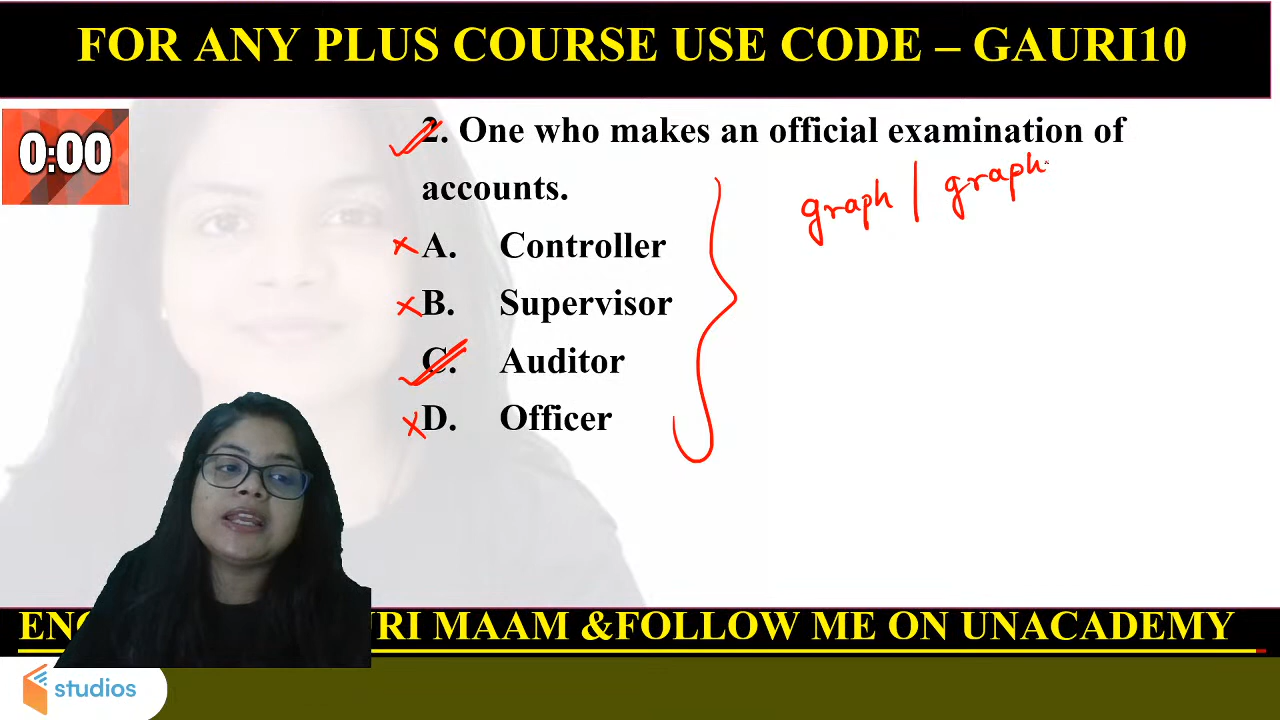 FOR ANY PLUS COURSE USE CODE – GAURI10
0:00
2. One who makes an official examination of
accounts.
graph | graph
A. Controller
B. Supervisor
C. Auditor
D. Officer
RI MAAM &FOLLOW ME ON UNACADEMY
studios